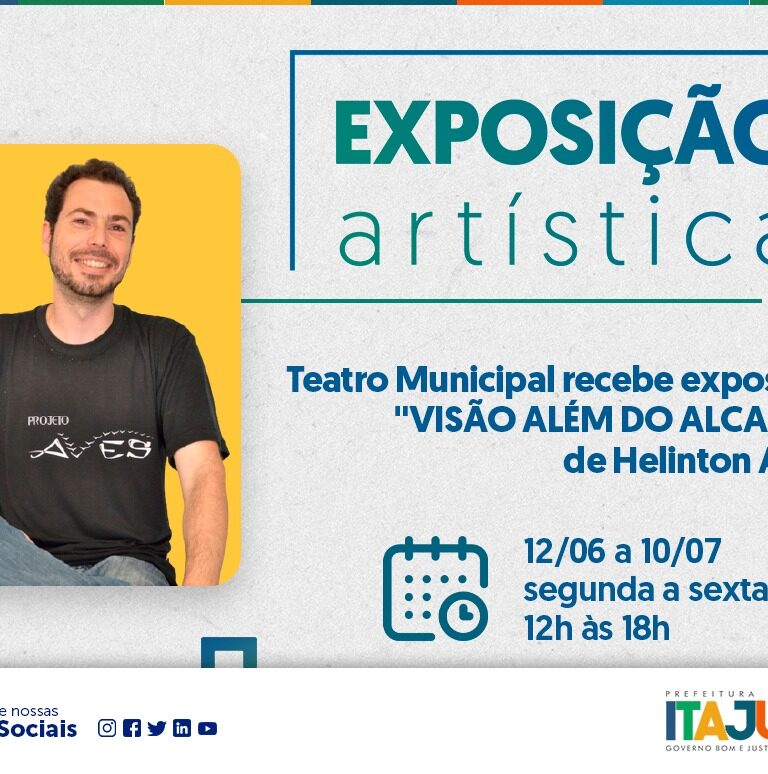 EXPOSIÇÃO
artística
Teatro Municipal recebe expos
"VISÃO ALÉM DO ALCA
de Helinton A
PROJETO
AVES
12/06 a 10/07
segunda a sexta
12h às 18h
e nossas
Sociais
PREFEITURA
ITAJU
GOVERNO BOM E JUST